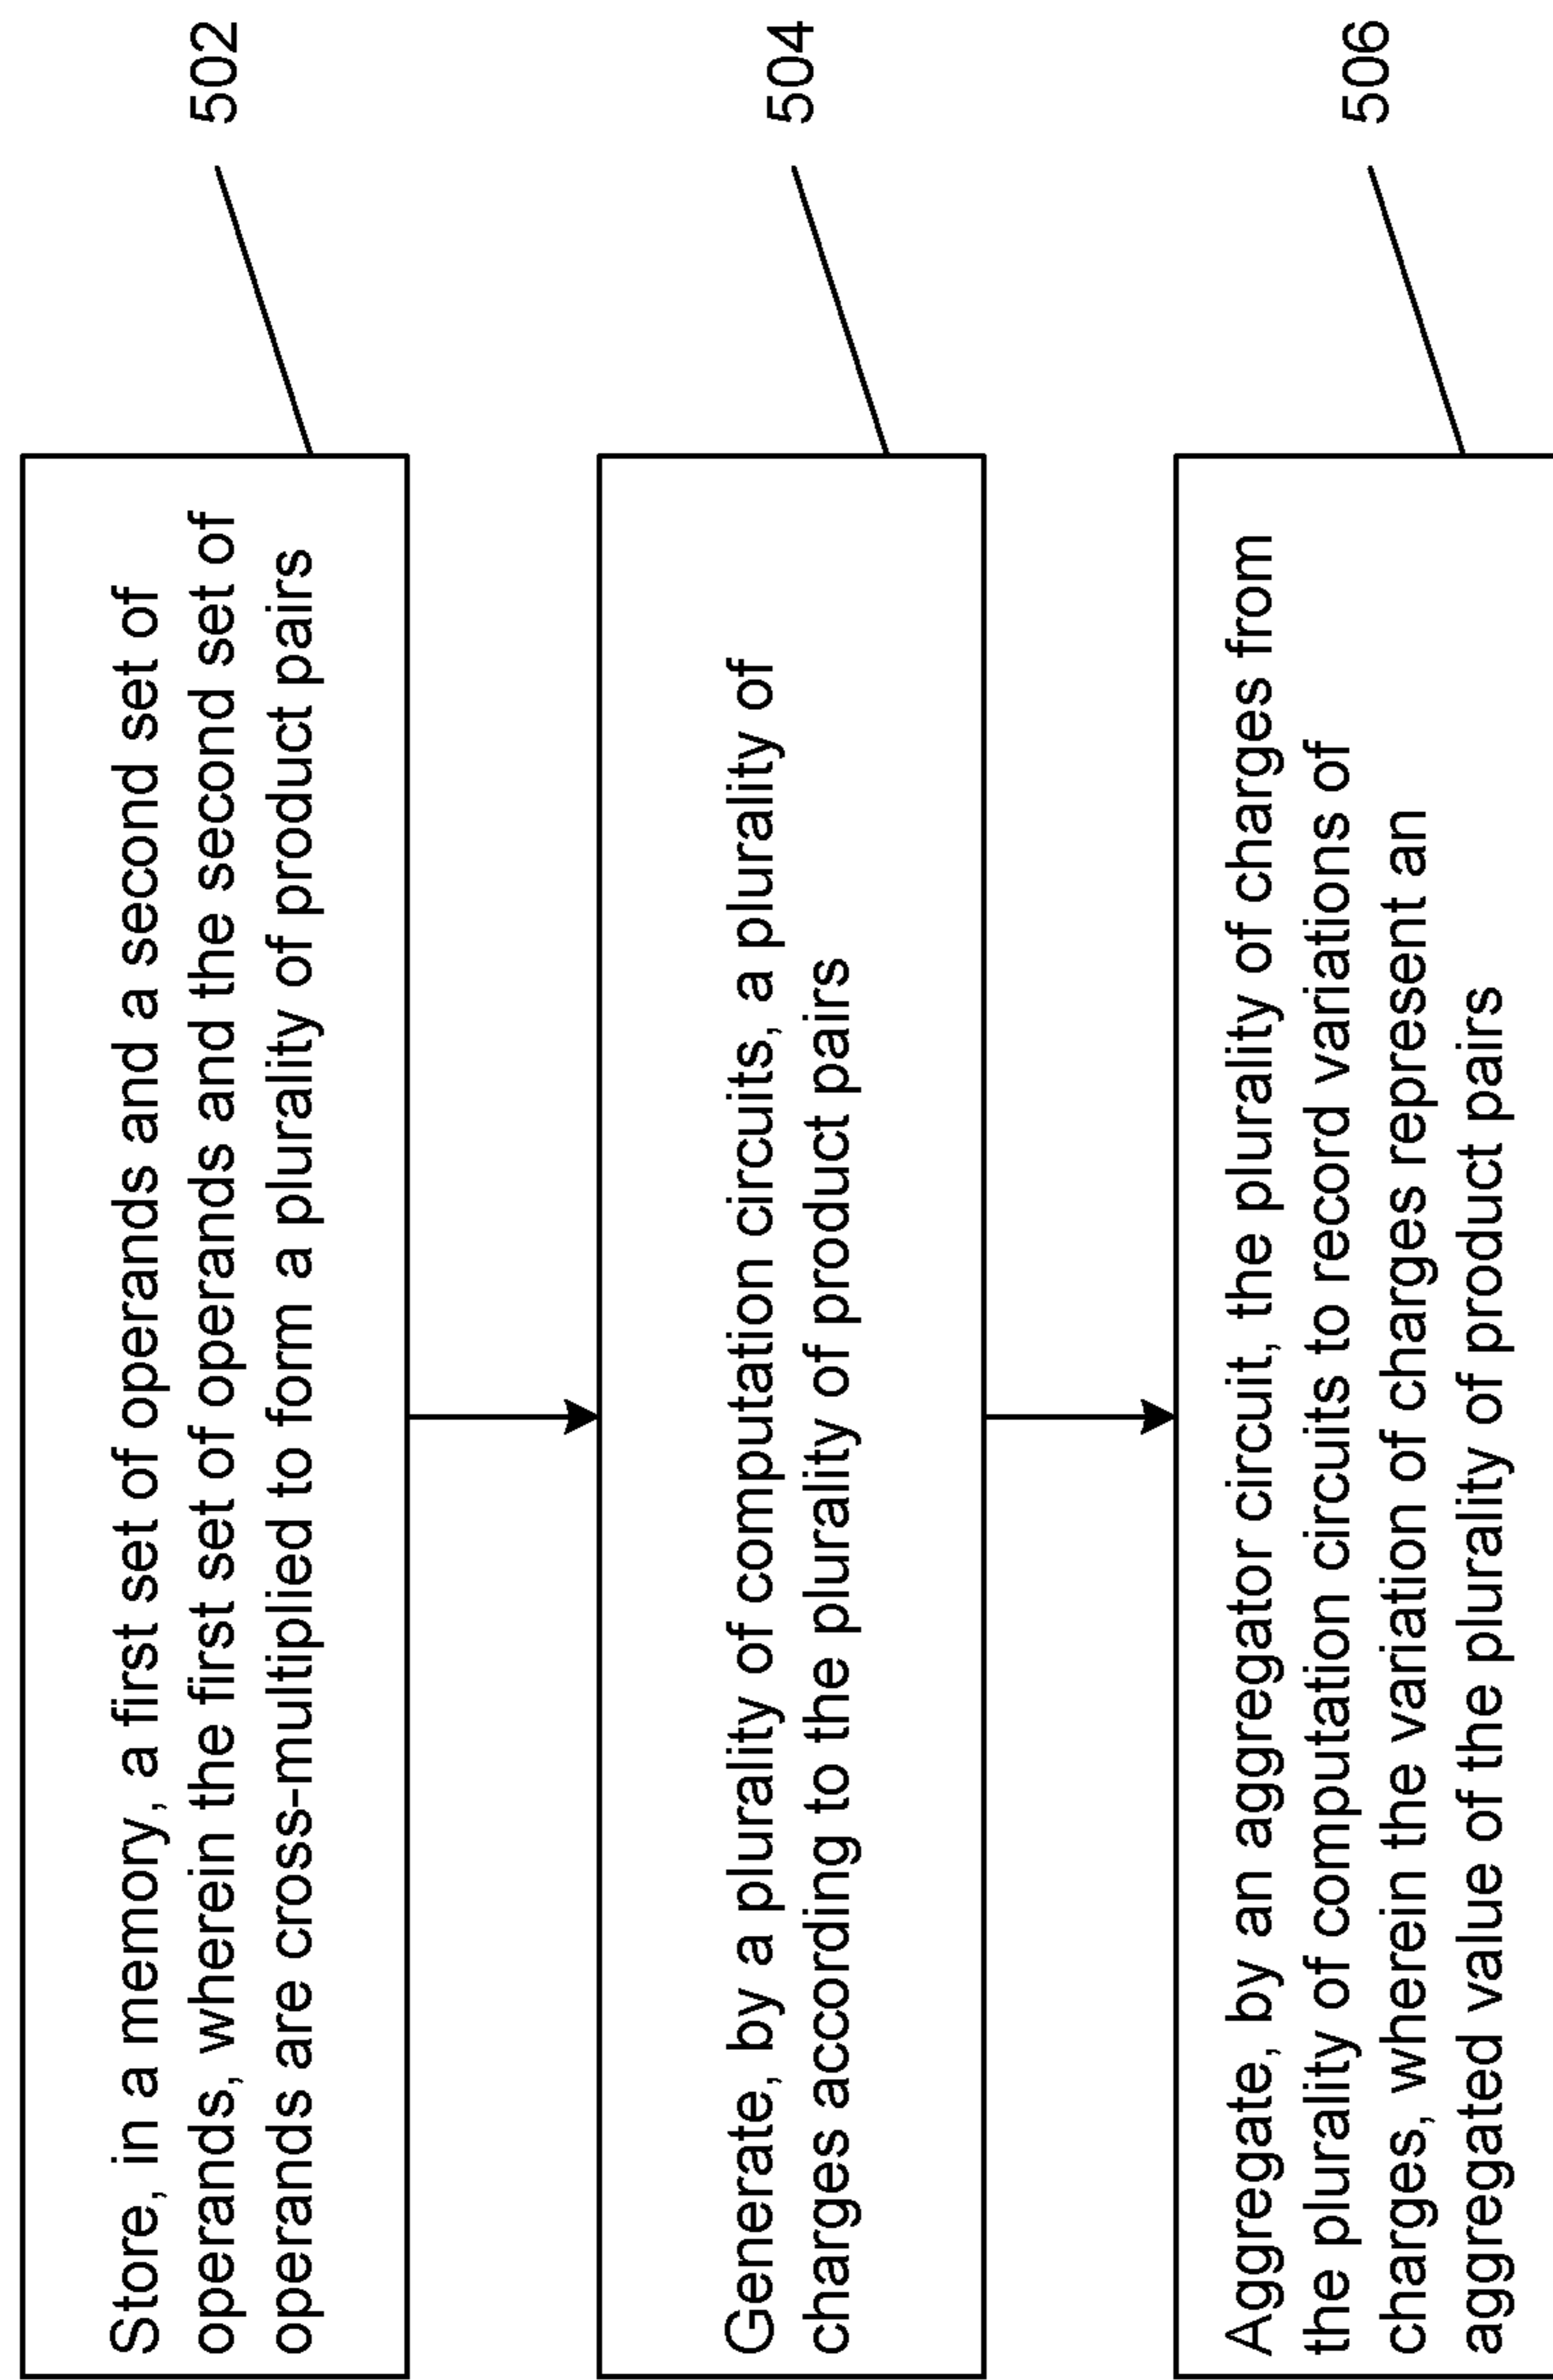 Store, in a memory, a first set of operands and a second set of
operands, wherein the first set of operands and the second set of
operands are cross-multiplied to form a plurality of product pairs
502
Generate, by a plurality of computation circuits, a plurality of
charges according to the plurality of product pairs
504
Aggregate, by an aggregator circuit, the plurality of charges from
the plurality of computation circuits to record variations of
charges, wherein the variation of charges represent an
aggregated value of the plurality of product pairs
506